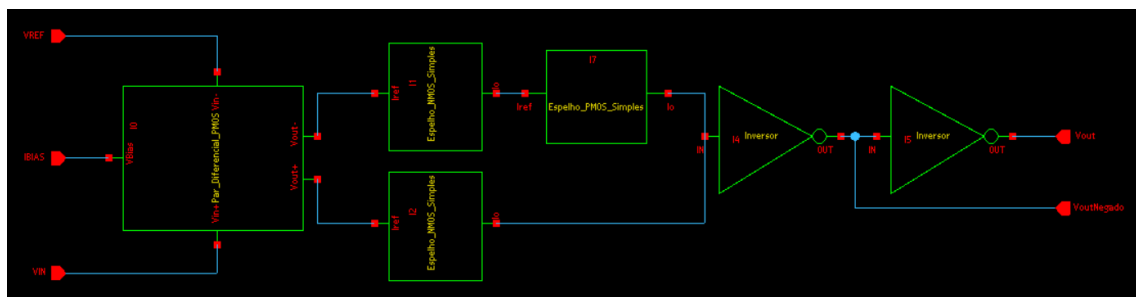 VREF
IBIAS
VIN
I0
Vin-
VBias
Par_Diferencial_PMOS
Vin+
Vout-
Vout+
I1
Iref
Espelho_NMOS_Simples
Io
I2
Iref
Espelho_NMOS_Simples
Io
I7
Iref
Espelho_PMOS_Simples
Io
IN
I4
Inversor
OUT
IN
I5
Inversor
OUT
Vout
VoutNegado